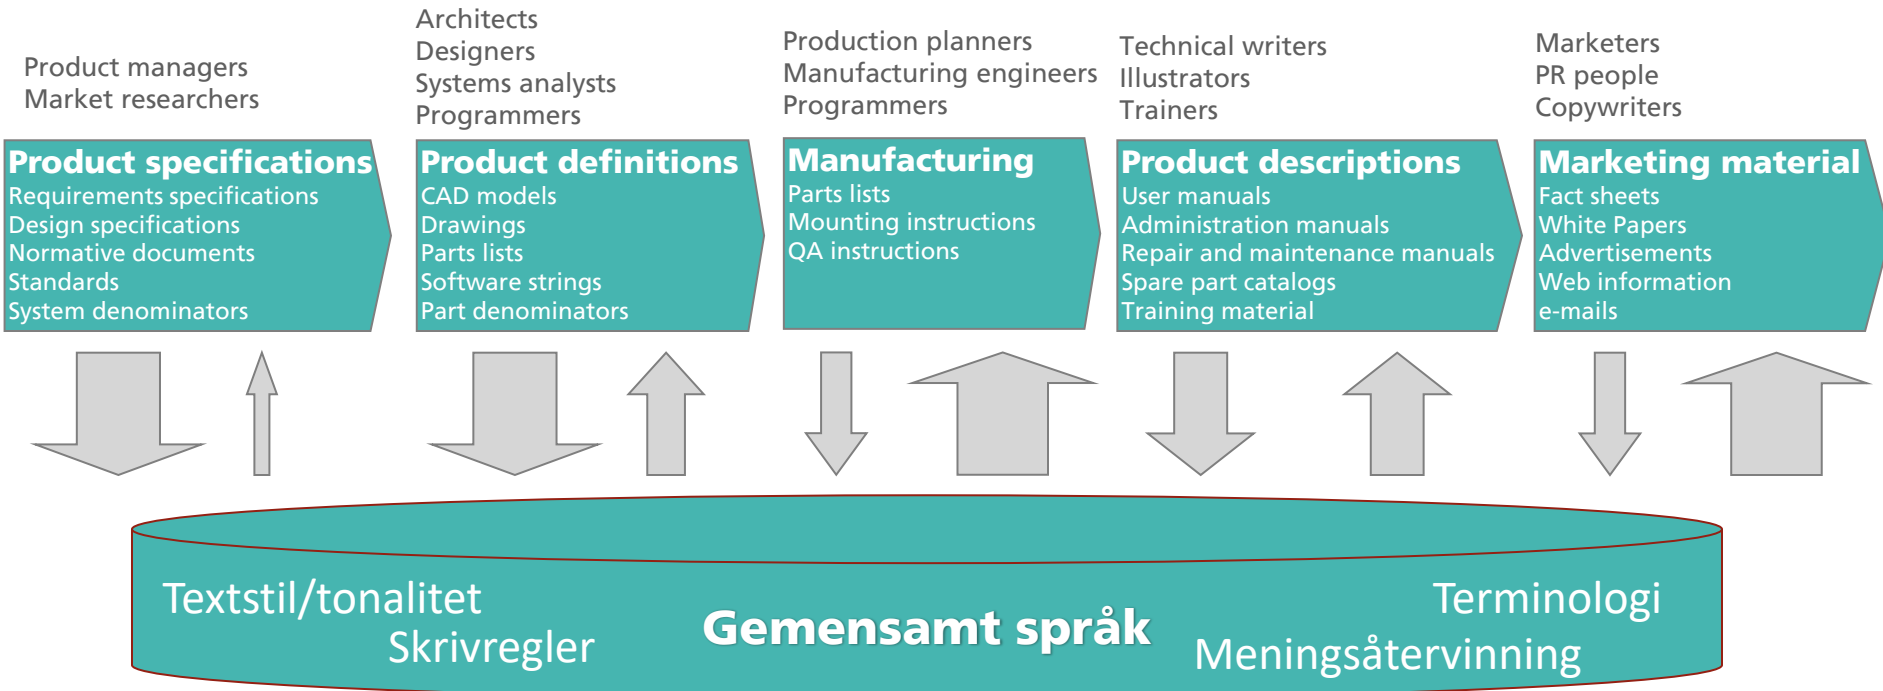 Product managers
Market researchers
Architects
Designers
Systems analysts
Programmers
Production planners
Manufacturing engineers
Programmers
Technical writers
Illustrators
Trainers
Marketers
PR people
Copywriters
Product specifications
Requirements specifications
Design specifications
Normative documents
Standards
System denominators
Product definitions
CAD models
Drawings
Parts lists
Software strings
Part denominators
Manufacturing
Parts lists
Mounting instructions
QA instructions
Product descriptions
User manuals
Administration manuals
Repair and maintenance manuals
Spare part catalogs
Training material
Marketing material
Fact sheets
White Papers
Advertisements
Web information
e-mails
Textstil/tonalitet
Skrivregler
Gemensamt språk
Terminologi
Meningsåtervinning